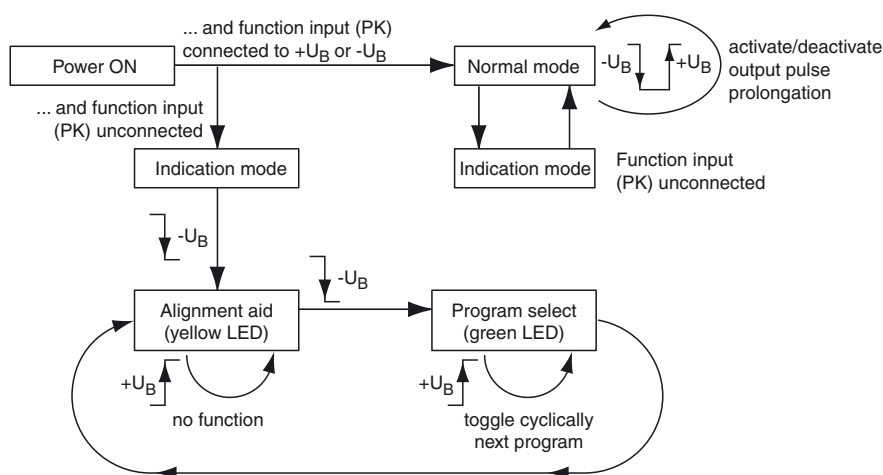 ... and function input (PK)
connected to +UB or -UB
Power ON
Normal mode
-UB
+UB
activate/deactivate
output pulse
prolongation
... and function input
(PK) unconnected
Indication mode
Indication mode
Function input
(PK) unconnected
-UB
-UB
Alignment aid
(yellow LED)
Program select
(green LED)
+UB
no function
+UB
toggle cyclically
next program